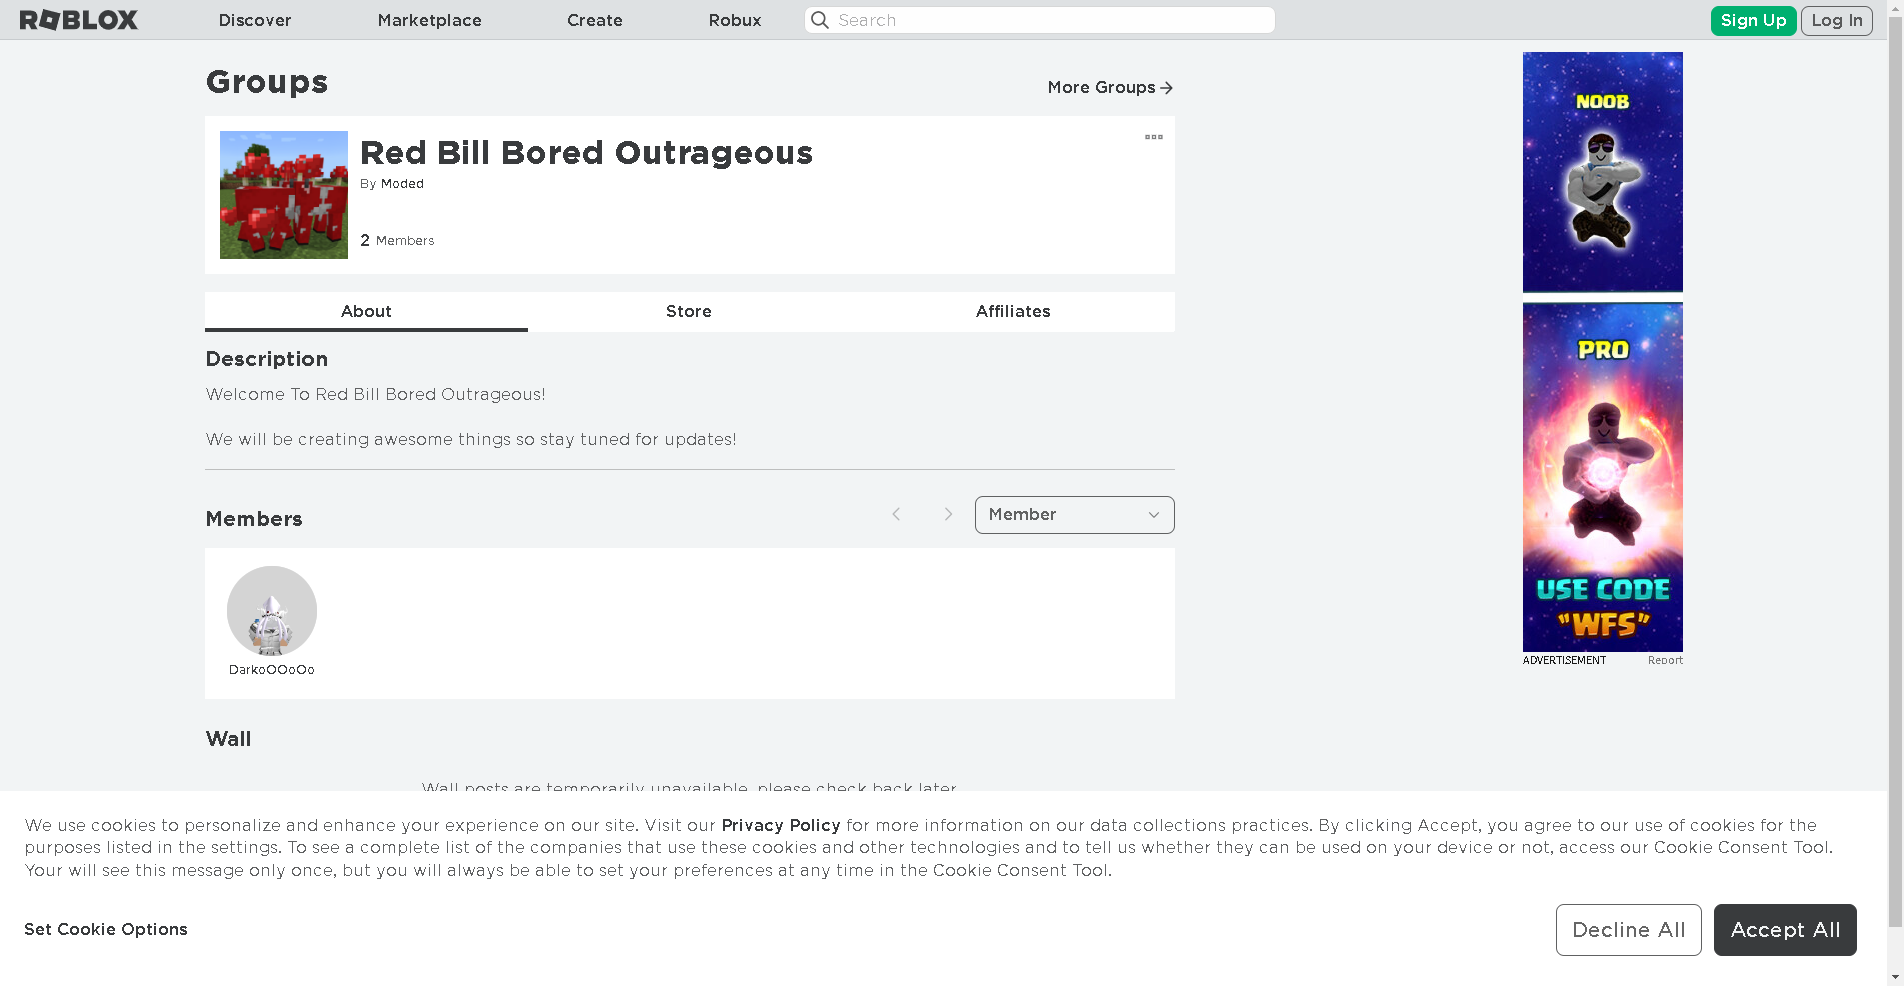 ROBLOX Discover Marketplace Create Robux Search Sign Up Log In
Groups
More Groups
Red Bill Bored Outrageous
By Moded
2 Members
About Store Affiliates
Description
Welcome To Red Bill Bored Outrageous!
We will be creating awesome things so stay tuned for updates!
Members
Member
DarkoOOoOo
Wall
Wall posts are temporarily unavailable, please check back later.
NOOB
PRO
USE CODE
"WFS"
ADVERTISEMENT Report
We use cookies to personalize and enhance your experience on our site. Visit our Privacy Policy for more information on our data collections practices. By clicking Accept, you agree to our use of cookies for the
purposes listed in the settings. To see a complete list of the companies that use these cookies and other technologies and to tell us whether they can be used on your device or not, access our Cookie Consent Tool.
Your will see this message only once, but you will always be able to set your preferences at any time in the Cookie Consent Tool.
Set Cookie Options
Decline All Accept All